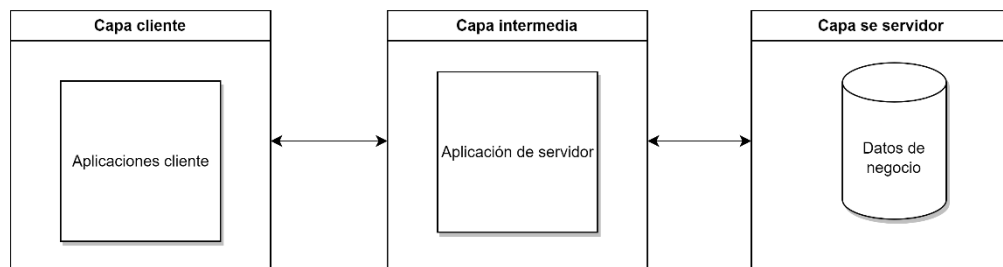 Capa cliente
Aplicaciones cliente
Capa intermedia
Aplicación de servidor
Capa se servidor
Datos de
negocio